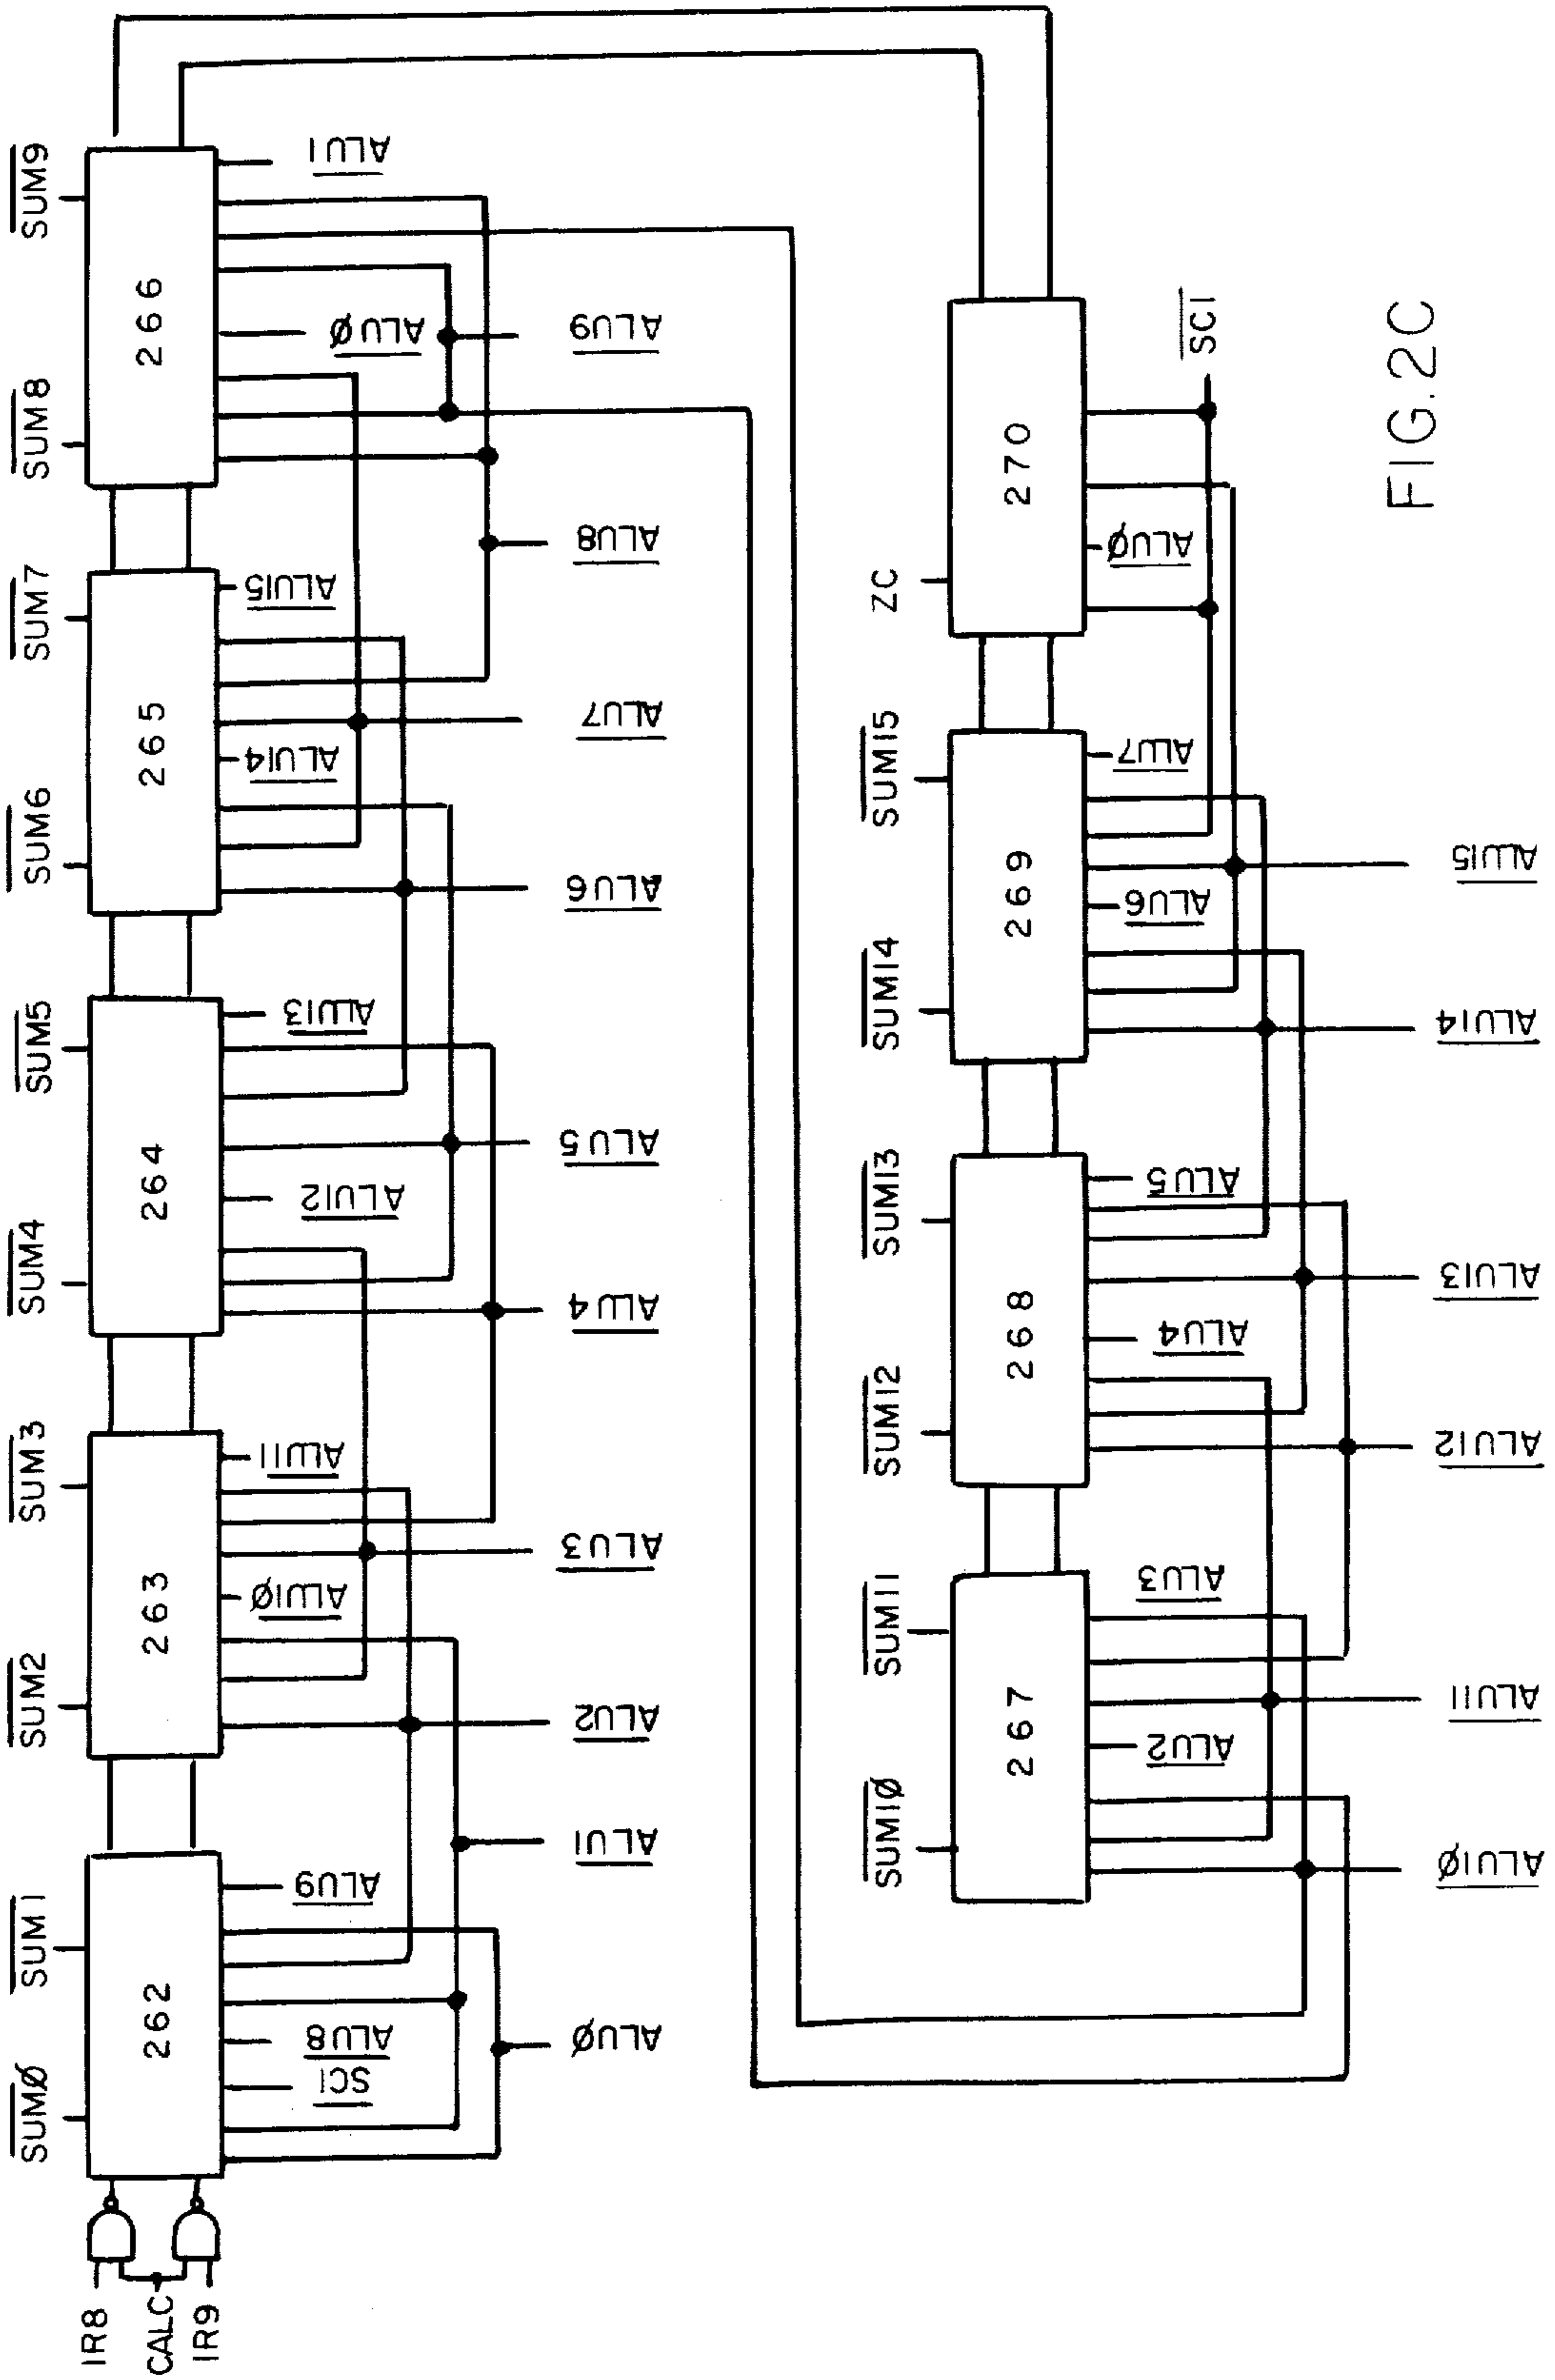 SUMØ
SUM1
SUM2
SUM3
SUM4
SUM5
SUM6
SUM7
SUM8
SUM9
IR8
CALC
IR9
262
263
264
265
266
SC1
ALU8
ALU9
ALU1Ø
ALU11
ALU12
ALU13
ALU14
ALU15
ALUØ
ALU1
ALUØ
ALU1
ALU2
ALU3
ALU4
ALU5
ALU6
ALU7
ALU8
ALU9
SUM1Ø
SUM11
SUM12
SUM13
SUM14
SUM15
ZC
267
268
269
270
ALU2
ALU3
ALU4
ALU5
ALU6
ALU7
ALUØ
SC1
ALU1Ø
ALU11
ALU12
ALU13
ALU14
ALU15
FIG.2C